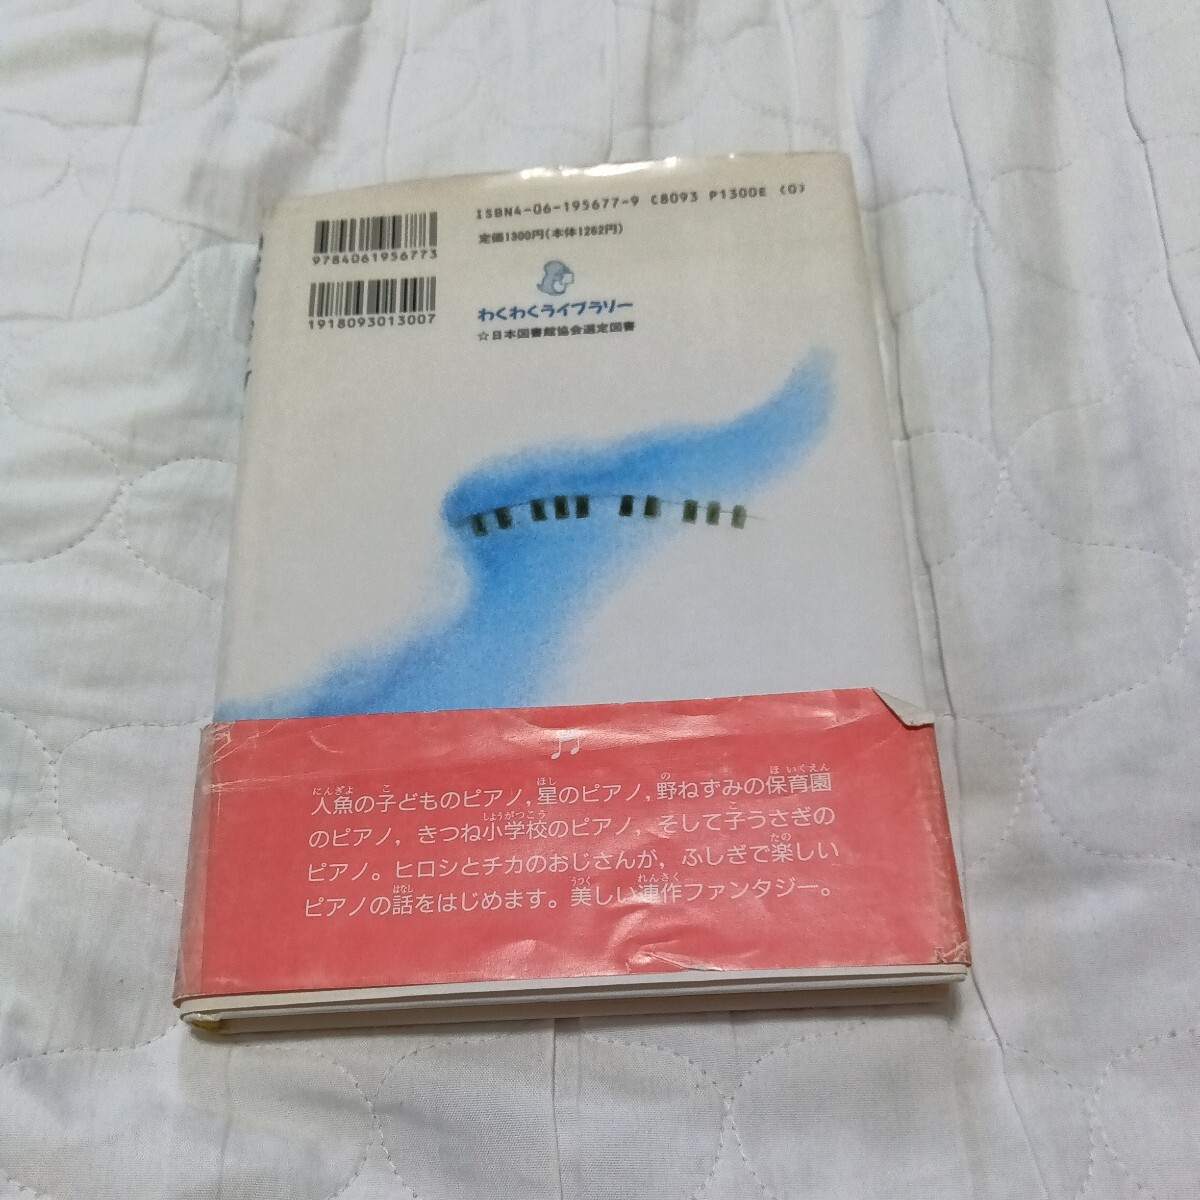 ISBN4-06-195677-9 C8093 P1300E (0)
定価1300円(本体1262円)
9784061956773
1918093013007
わくわくライブラリー
☆日本図書館協会選定図書
人魚の子どものピアノ,星のピアノ,野ねずみの保育園
のピアノ,きつね小学校のピアノ,そして子うさぎの
ピアノ。ヒロシとチカのおじさんが,ふしぎで楽しい
ピアノの話をはじめます。美しい連作ファンタジー。